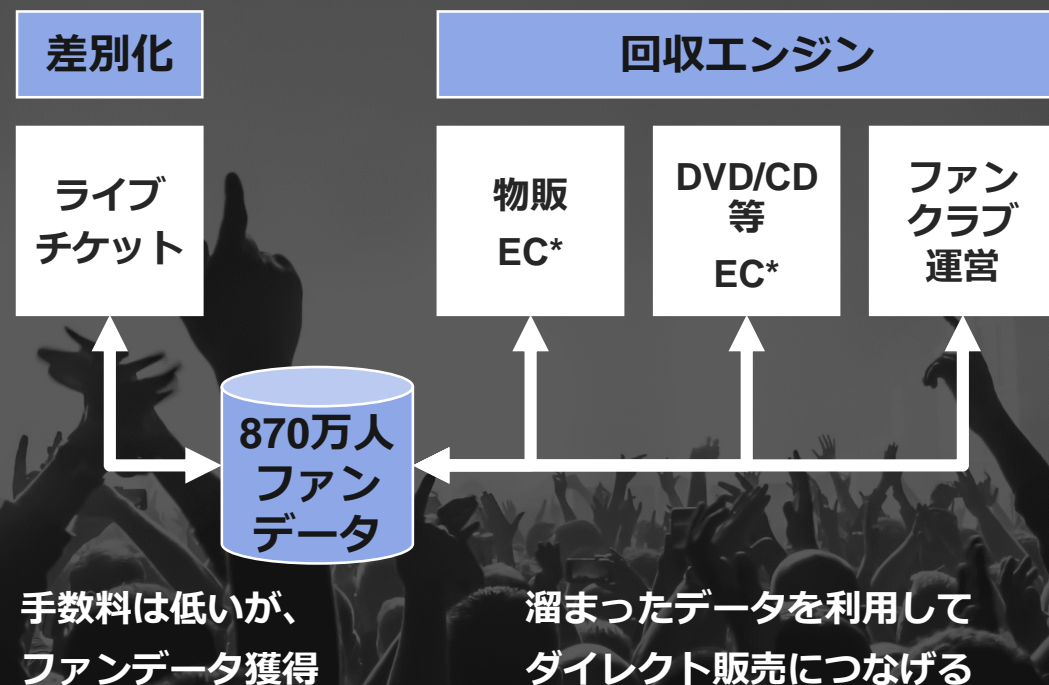 差別化
回収エンジン
ライブ
チケット
物販
EC*
DVD/CD
等
EC*
ファン
クラブ
運営
870万人
ファン
データ
手数料は低いが、
ファンデータ獲得
溜まったデータを利用して
ダイレクト販売につなげる